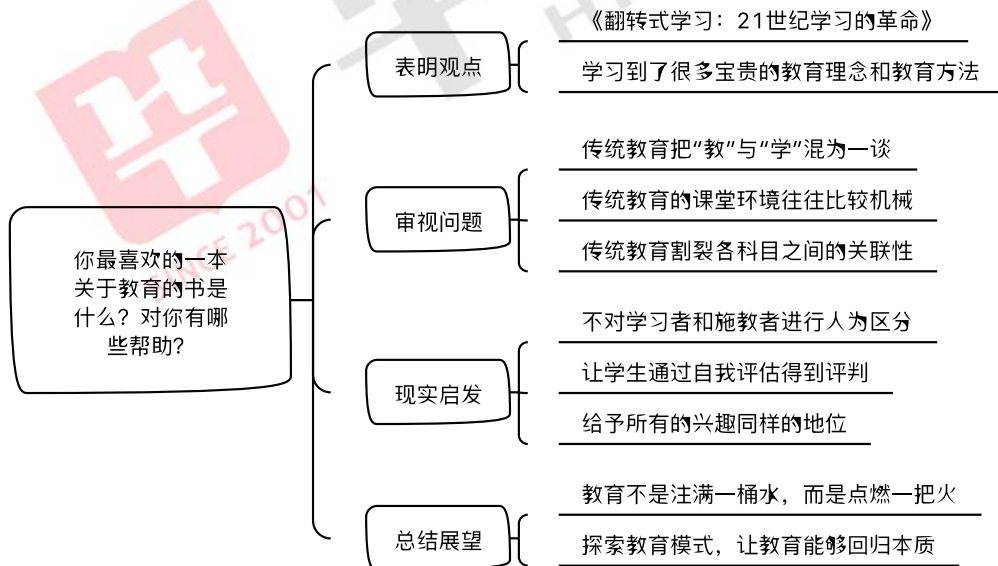 你最喜欢的一本
关于教育的书是
什么？对你有哪
些帮助？
表明观点
《翻转式学习：21世纪学习的革命》
学习到了很多宝贵的教育理念和教育方法
审视问题
传统教育把“教”与“学”混为一谈
传统教育的课堂环境往往比较机械
传统教育割裂各科目之间的关联性
现实启发
不对学习者和施教者进行人为区分
让学生通过自我评估得到评判
给予所有的兴趣同样的地位
总结展望
教育不是注满一桶水，而是点燃一把火
探索教育模式，让教育能够回归本质
SINCE 2001